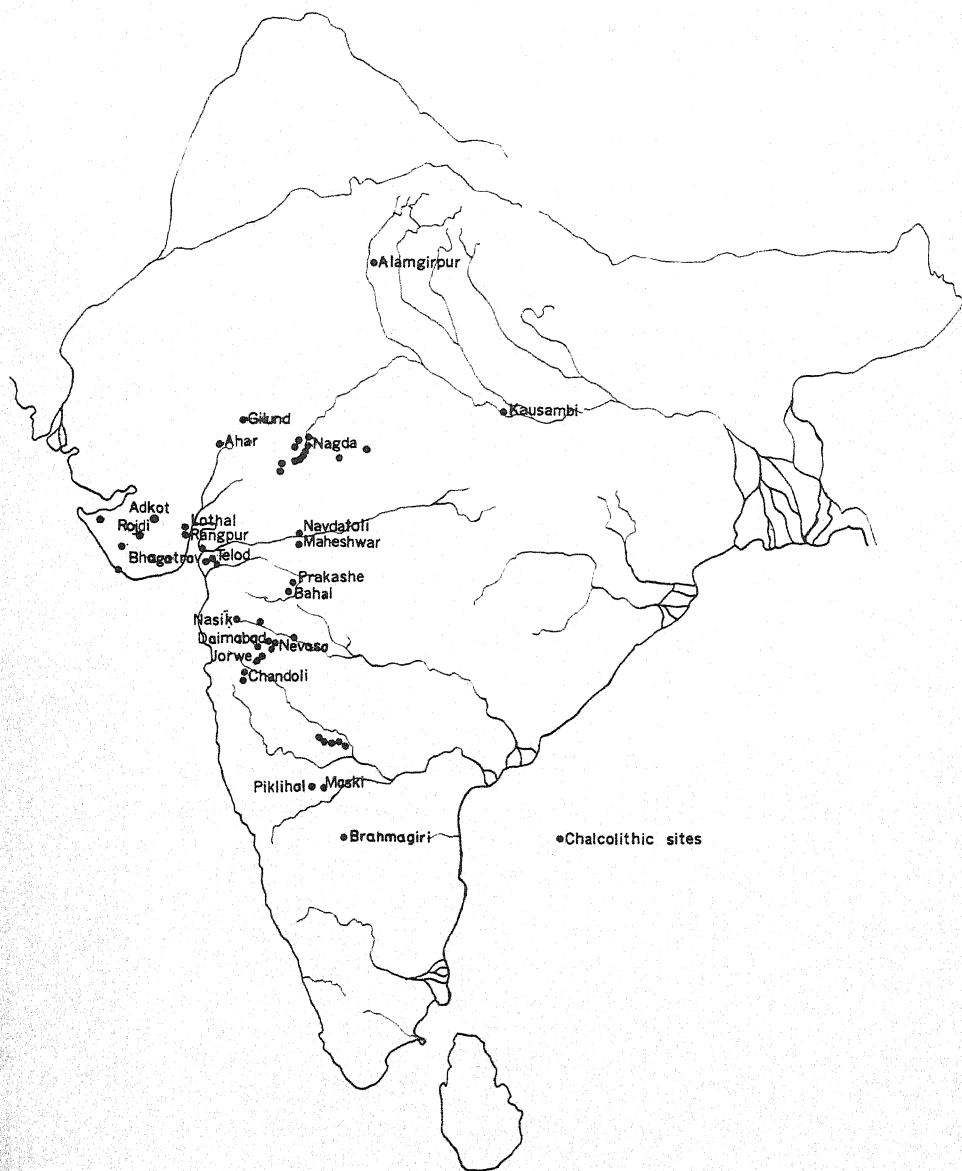 Alamgirpur
Kausambi
Gilund
Ahar
Nagda
Adkot
Rojdi
Lothal
Rangpur
Navdatoli
Maheshwar
Bhagatrav
Telod
Prakashe
Bahal
Nasik
Daimabad
Nevasa
Jorwe
Chandoli
Piklihal
Maski
Brahmagiri
Chalcolithic sites